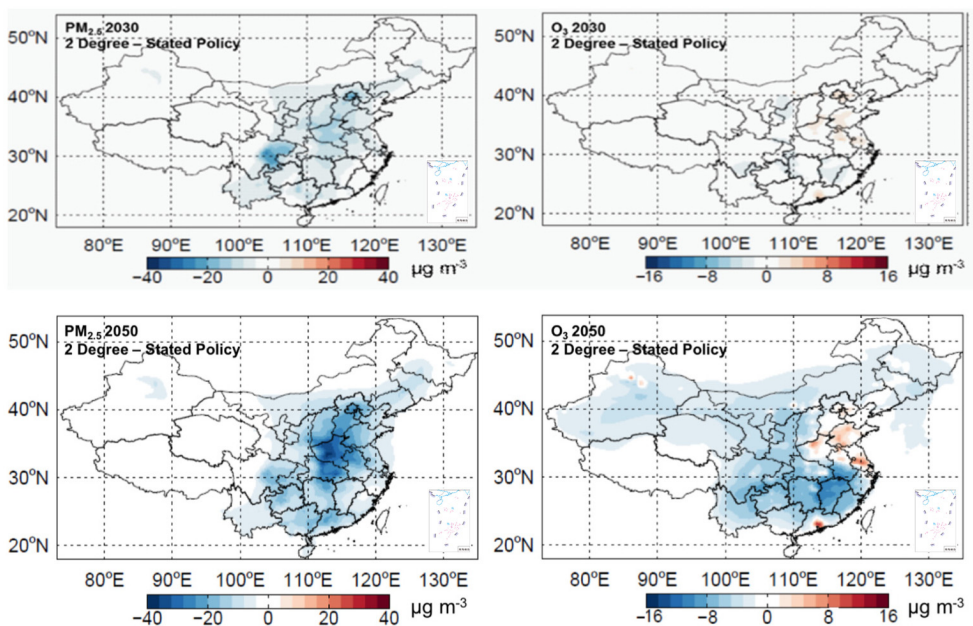 PM₂.₅ 2030
2 Degree – Stated Policy
50°N
40°N
30°N
20°N
80°E 90°E 100°E 110°E 120°E 130°E
−40 −20 0 20 40 µg m⁻³
O₃ 2030
2 Degree – Stated Policy
50°N
40°N
30°N
20°N
80°E 90°E 100°E 110°E 120°E 130°E
−16 −8 0 8 16 µg m⁻³
PM₂.₅ 2050
2 Degree – Stated Policy
50°N
40°N
30°N
20°N
80°E 90°E 100°E 110°E 120°E 130°E
−40 −20 0 20 40 µg m⁻³
O₃ 2050
2 Degree – Stated Policy
50°N
40°N
30°N
20°N
80°E 90°E 100°E 110°E 120°E 130°E
−16 −8 0 8 16 µg m⁻³